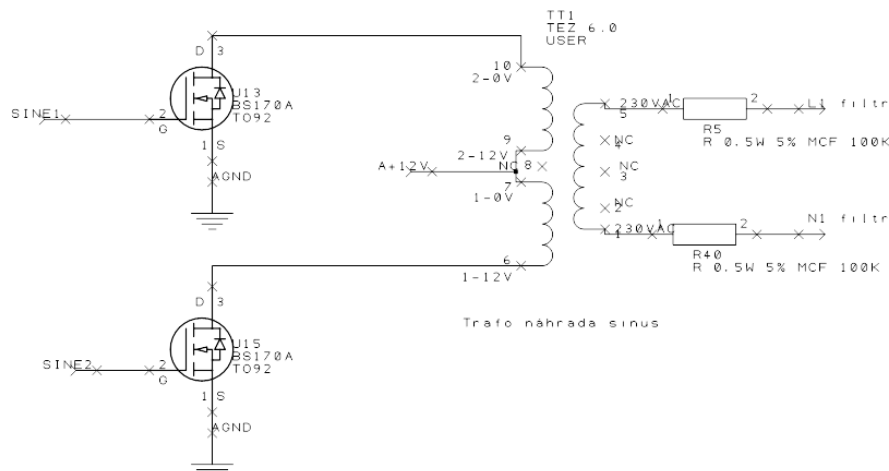 TT1
TEZ 6.0
USER
D 3
10
2-0V
U13
BS170A
TO92
SINE1
2
G
1 S
AGND
9
2-12V
A+12V
NC 8
7
1-0V
230VAC
5
NC
4
NC
3
NC
2
230VAC
1
1
2
L1 filtr
R5
R 0.5W 5% MCF 100K
1
2
N1 filtr
R40
R 0.5W 5% MCF 100K
6
1-12V
D 3
Trafo náhrada sinus
U15
BS170A
TO92
SINE2
2
G
1 S
AGND